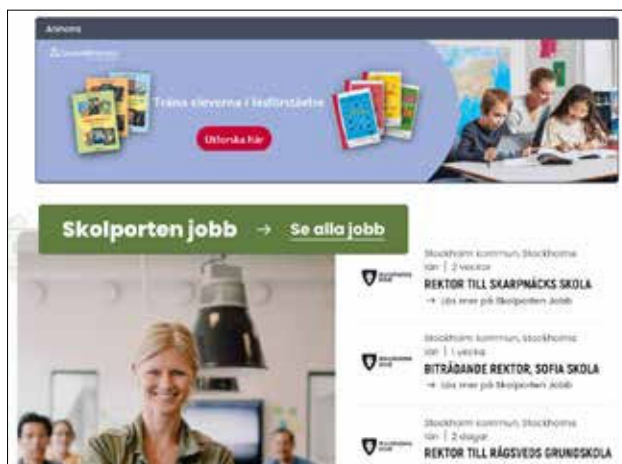 Annons
Träna eleverna i läsförståelse
Utforska här
Skolporten jobb → Se alla jobb
Stockholm kommun, Stockholms
län | 2 veckor
REKTOR TILL SKARPNÄCKS SKOLA
→ Läs mer på Skolporten Jobb
Stockholm kommun, Stockholms
län | 1 vecka
BITRÄDANDE REKTOR, SOFIA SKOLA
→ Läs mer på Skolporten Jobb
Stockholm kommun, Stockholms
län | 2 dagar
REKTOR TILL RÅGSVEDS GRUNDSKOLA